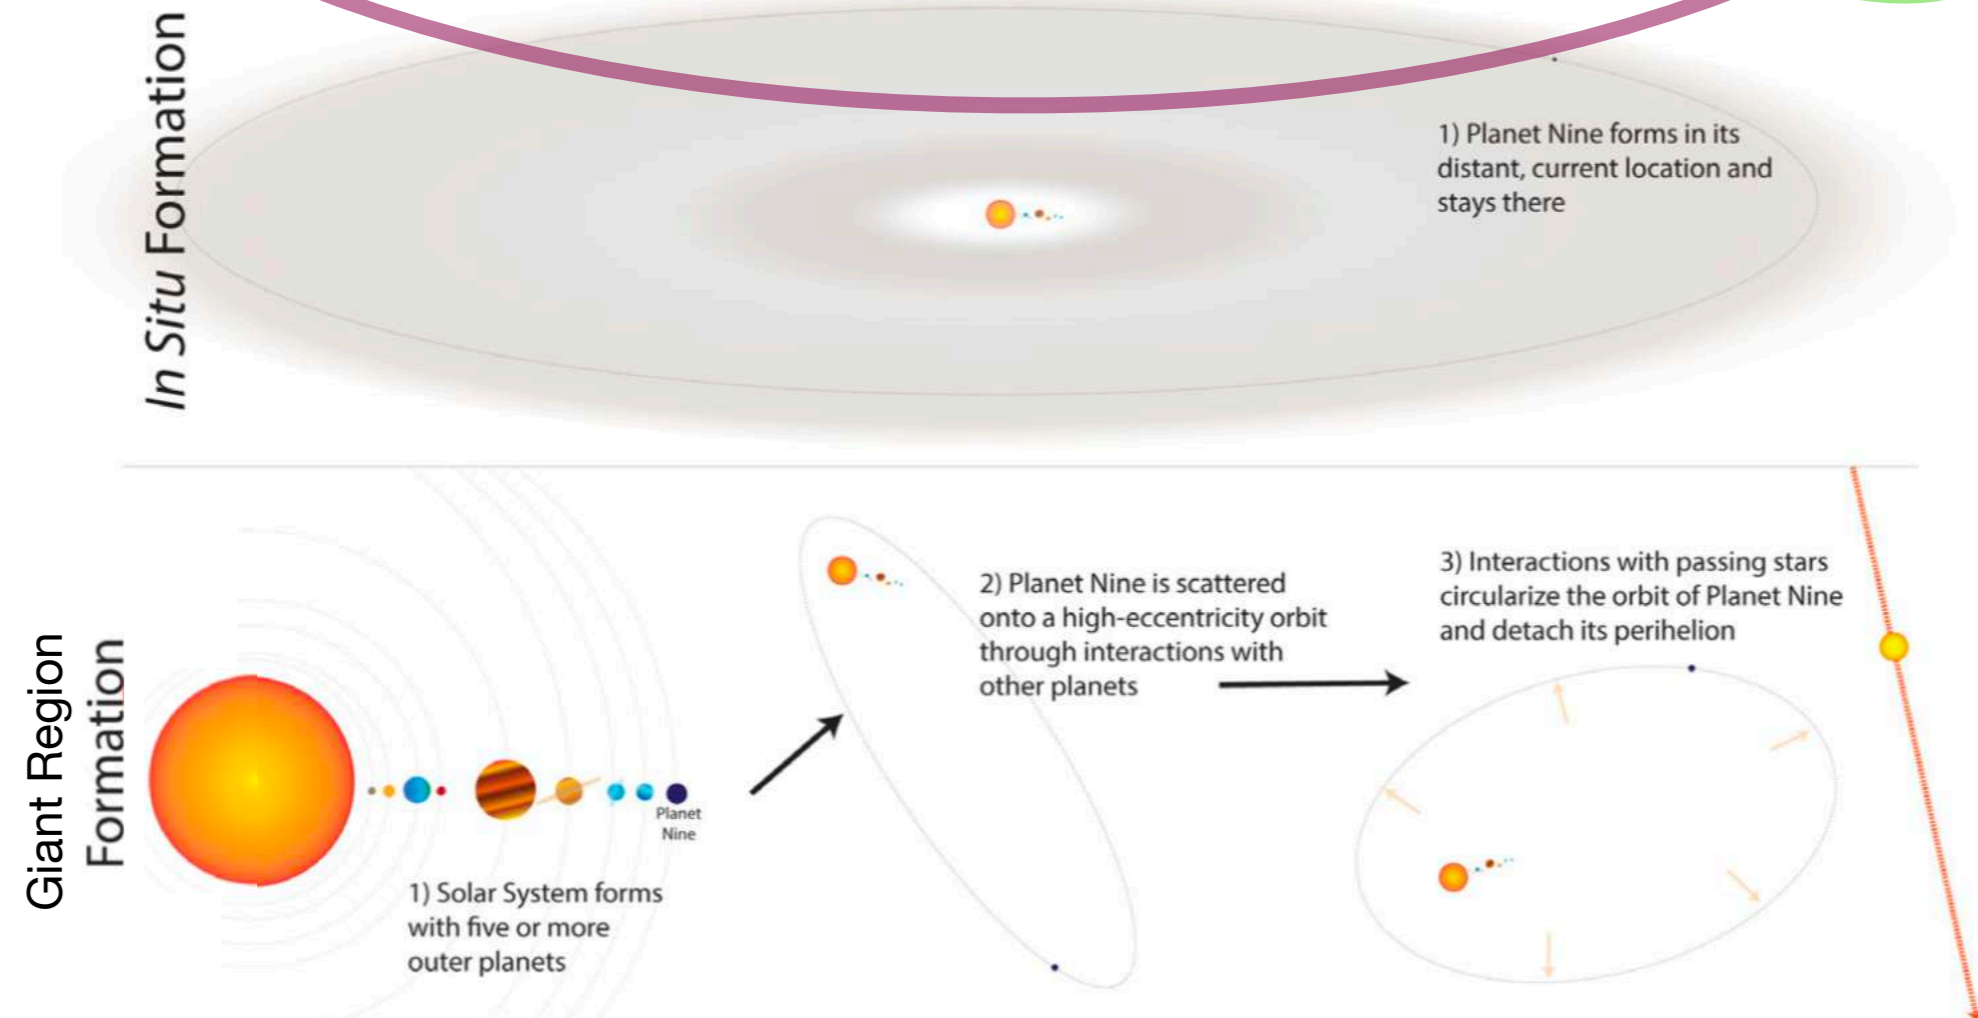 In Situ Formation
1) Planet Nine forms in its
distant, current location and
stays there
Giant Region
Formation
Planet
Nine
1) Solar System forms
with five or more
outer planets
2) Planet Nine is scattered
onto a high-eccentricity orbit
through interactions with
other planets
3) Interactions with passing stars
circularize the orbit of Planet Nine
and detach its perihelion